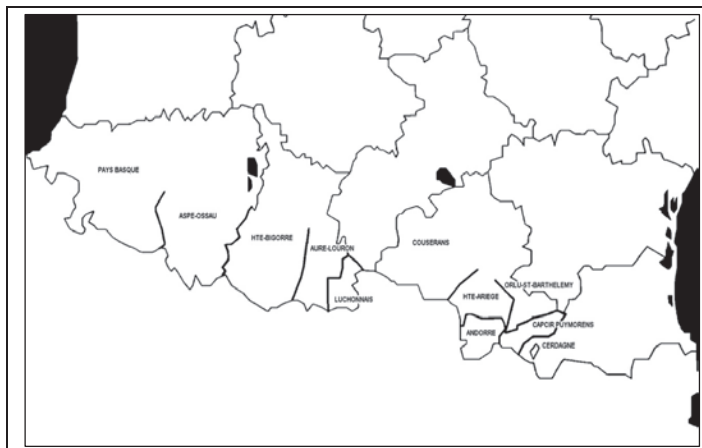 PAYS BASQUE
ASPE-OSSAU
HTE-BIGORRE
AURE-LOURON
LUCHONNAIS
COUSERANS
ORLU-ST-BARTHELEMY
HTE-ARIEGE
CAPCIR PUYMORENS
ANDORRE
CERDAGNE